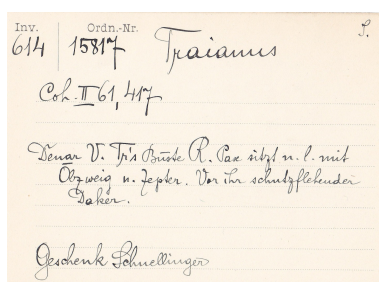 Inv. Ordn.-Nr. S.
614 15817 Traianus
Coh. II 61, 417
Denar V. Tr's Büste R. Pax sitzt n. l. mit
Ölzweig u. Zepter. Vor ihr schutzflehender
Daker.
Geschenk Schnellinger